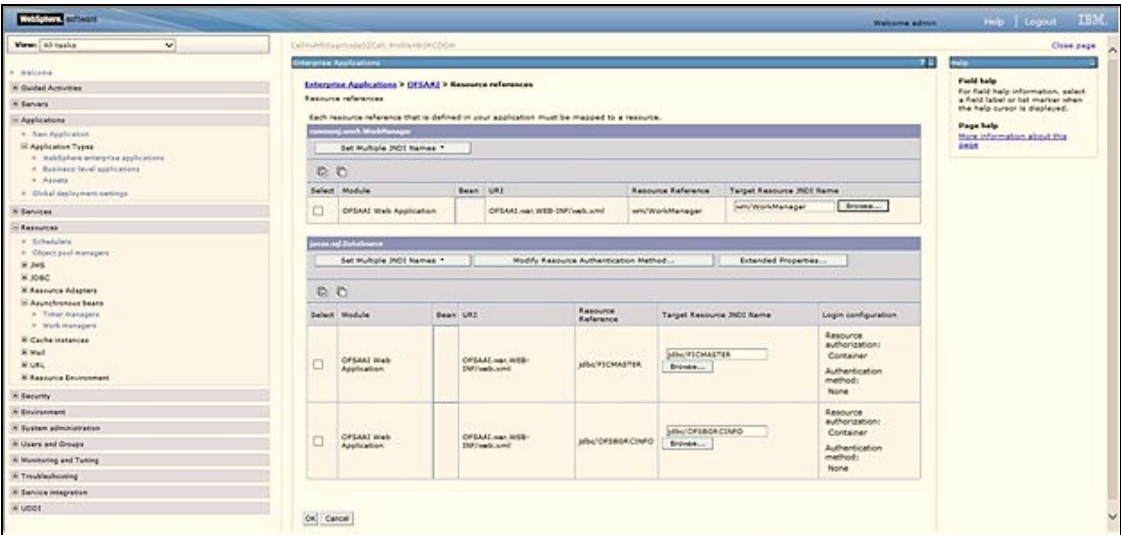 WebSphere. software
Welcome admin
Help | Logout
IBM.
View: All tasks
Close page
Welcome
Guided Activities
Servers
Applications
New Application
Application Types
WebSphere enterprise applications
Business-level applications
Assets
Global deployment settings
Services
Resources
Schedulers
Object pool managers
JMS
JDBC
Resource Adapters
Asynchronous beans
Timer managers
Work managers
Cache instances
Mail
URL
Resource Environment
Security
Environment
System administration
Users and Groups
Monitoring and Tuning
Troubleshooting
Service integration
UDDI
Enterprise Applications
Enterprise Applications > OFSAAI > Resource references
Resource references
Each resource reference that is defined in your application must be mapped to a resource.
commonj.work.WorkManager
Set Multiple JNDI Names
Select Module Bean URI Resource Reference Target Resource JNDI Name
OFSAAI Web Application OFSAAI.war,WEB-INF/web.xml wm/WorkManager wm/WorkManager Browse...
javax.sql.DataSource
Set Multiple JNDI Names Modify Resource Authentication Method... Extended Properties...
Select Module Bean URI Resource Reference Target Resource JNDI Name Login configuration
OFSAAI Web Application OFSAAI.war,WEB-INF/web.xml jdbc/FICMASTER jdbc/FICMASTER Browse...
Resource authorization:
Container
Authentication method:
None
OFSAAI Web Application OFSAAI.war,WEB-INF/web.xml jdbc/OFSBGRCINFO jdbc/OFSBGRCINFO Browse...
Resource authorization:
Container
Authentication method:
None
OK Cancel
Help
Field help
For field help information, select
a field label or list marker when
the help cursor is displayed.
Page help
More information about this
page